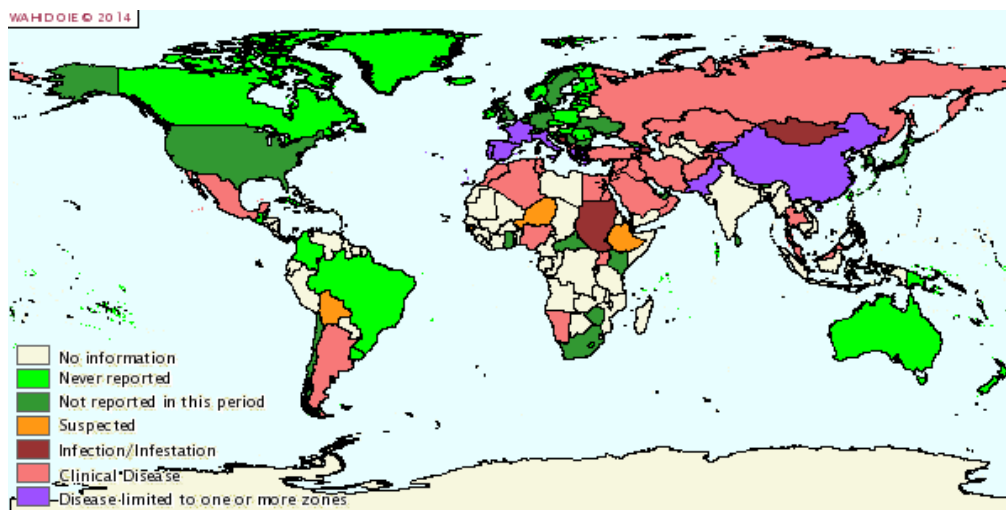 WAHID OIE © 2014
No information
Never reported
Not reported in this period
Suspected
Infection/Infestation
Clinical Disease
Disease limited to one or more zones